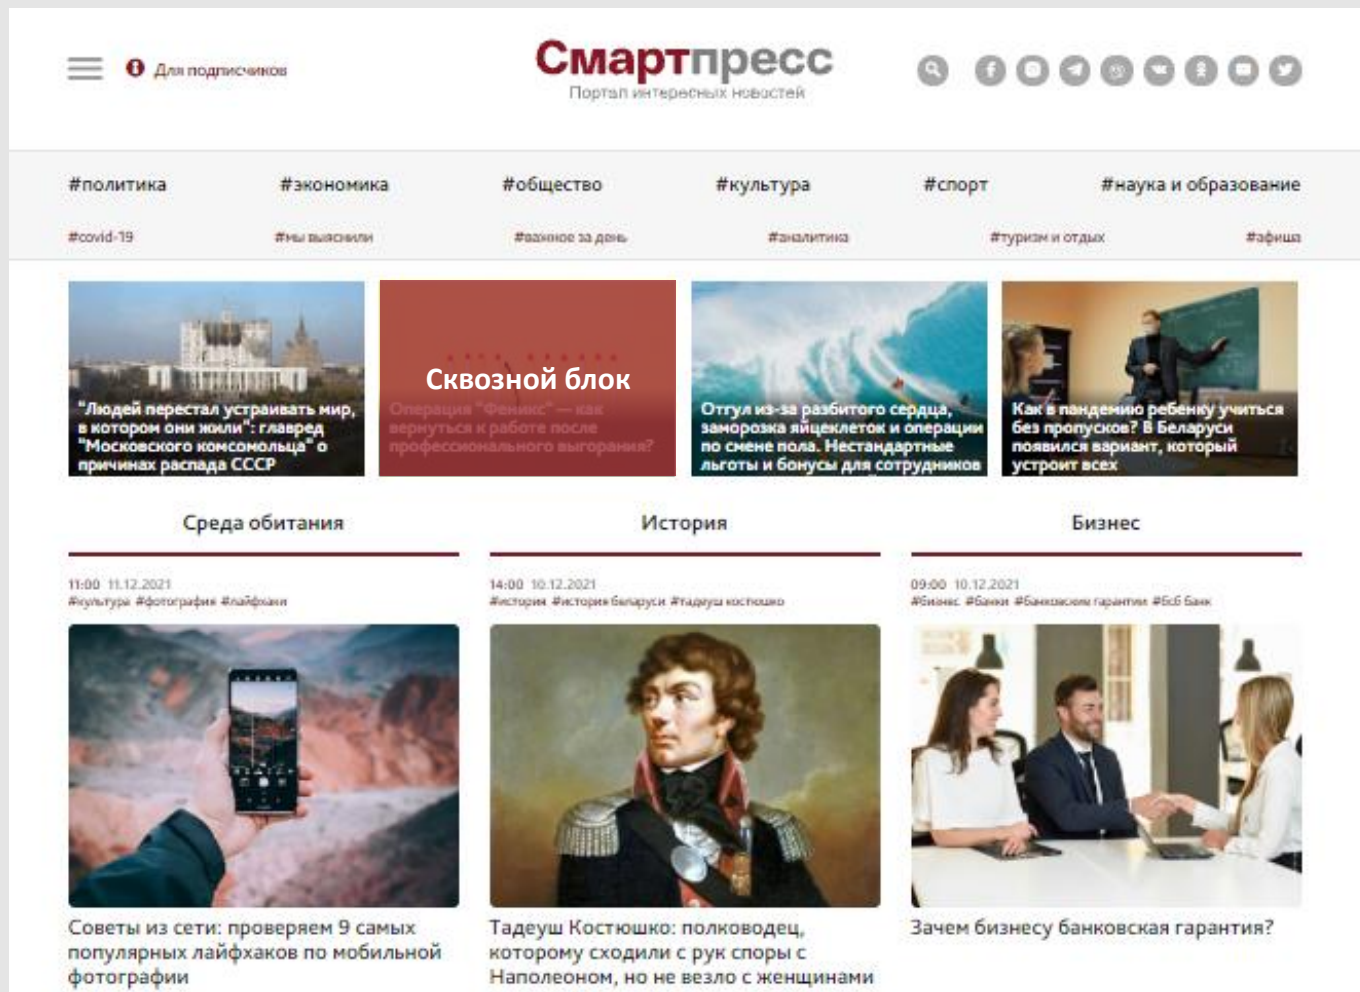 Для подписчиков
Смартпресс
Портал интересных новостей
#политика #экономика #общество #культура #спорт #наука и образование
#covid-19 #мы выяснили #важное за день #аналитика #туризм и отдых #афиша
"Людей перестал устраивать мир,
в котором они жили": главред
"Московского комсомольца" о
причинах распада СССР
Сквозной блок
Операция "Феникс" — как
вернуться к работе после
профессионального выгорания?
Отгул из-за разбитого сердца,
заморозка яйцеклеток и операции
по смене пола. Нестандартные
льготы и бонусы для сотрудников
Как в пандемию ребенку учиться
без пропусков? В Беларуси
появился вариант, который
устроит всех
Среда обитания
11:00 11.12.2021
#культура #фотография #лайфхаки
Советы из сети: проверяем 9 самых
популярных лайфхаков по мобильной
фотографии
История
14:00 10.12.2021
#история #история беларуси #тадеуш костюшко
Тадеуш Костюшко: полководец,
которому сходили с рук споры с
Наполеоном, но не везло с женщинами
Бизнес
09:00 10.12.2021
#бизнес #банки #банковские гарантии #бсб банк
Зачем бизнесу банковская гарантия?